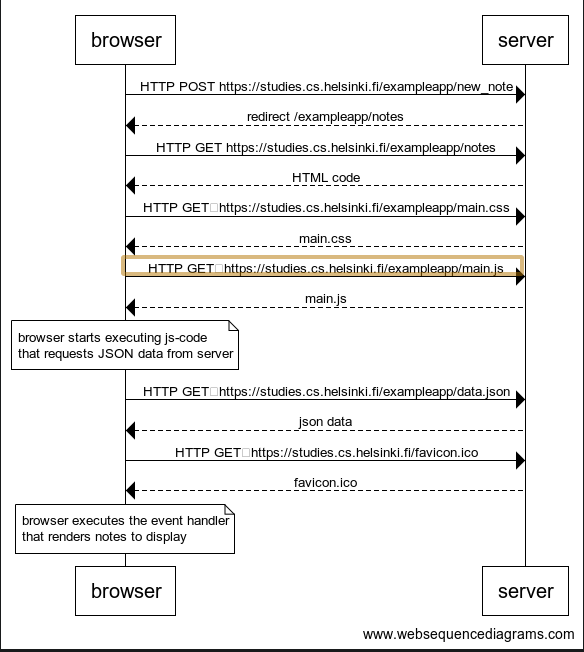 browser
server
HTTP POST https://studies.cs.helsinki.fi/exampleapp/new_note
redirect /exampleapp/notes
HTTP GET https://studies.cs.helsinki.fi/exampleapp/notes
HTML code
HTTP GET□https://studies.cs.helsinki.fi/exampleapp/main.css
main.css
HTTP GET□https://studies.cs.helsinki.fi/exampleapp/main.js
main.js
browser starts executing js-code
that requests JSON data from server
HTTP GET□https://studies.cs.helsinki.fi/exampleapp/data.json
json data
HTTP GET□https://studies.cs.helsinki.fi/favicon.ico
favicon.ico
browser executes the event handler
that renders notes to display
browser
server
www.websequencediagrams.com